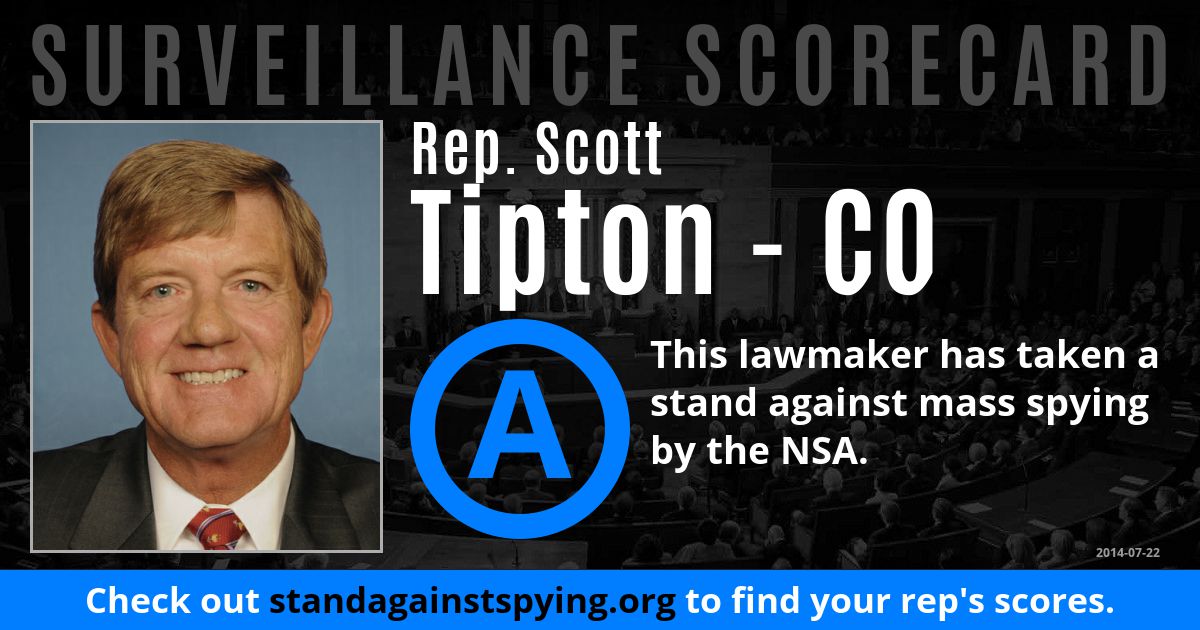 SURVEILLANCE SCORECARD
Rep. Scott
Tipton - CO
A
This lawmaker has taken a
stand against mass spying
by the NSA.
2014-07-22
Check out standagainstspying.org to find your rep's scores.